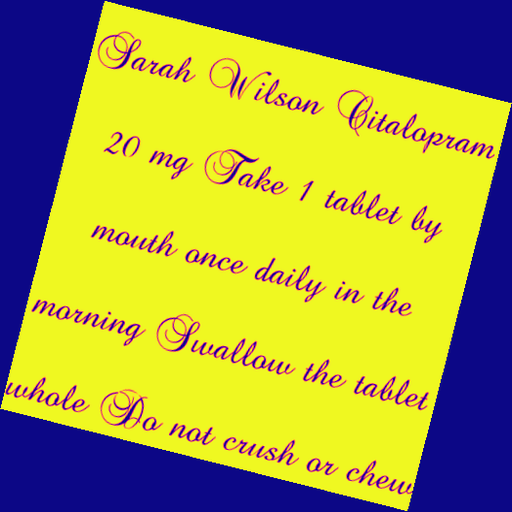 Sarah Wilson Citalopram
20 mg Take 1 tablet by
mouth once daily in the
morning Swallow the tablet
whole Do not crush or chew